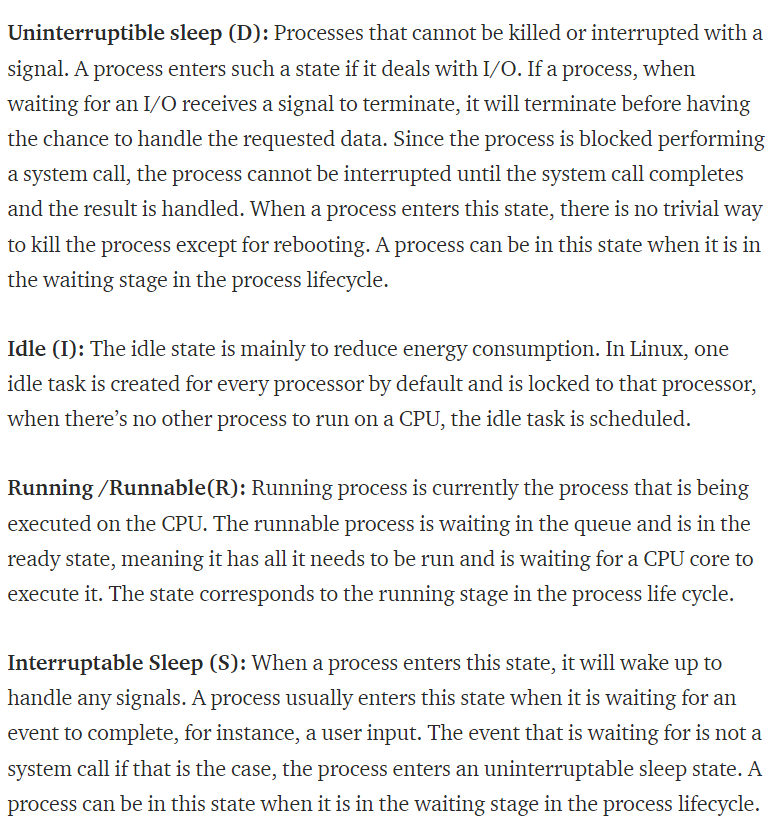 Uninterruptible sleep (D): Processes that cannot be killed or interrupted with a
signal. A process enters such a state if it deals with I/O. If a process, when
waiting for an I/O receives a signal to terminate, it will terminate before having
the chance to handle the requested data. Since the process is blocked performing
a system call, the process cannot be interrupted until the system call completes
and the result is handled. When a process enters this state, there is no trivial way
to kill the process except for rebooting. A process can be in this state when it is in
the waiting stage in the process lifecycle.
Idle (I): The idle state is mainly to reduce energy consumption. In Linux, one
idle task is created for every processor by default and is locked to that processor,
when there’s no other process to run on a CPU, the idle task is scheduled.
Running /Runnable(R): Running process is currently the process that is being
executed on the CPU. The runnable process is waiting in the queue and is in the
ready state, meaning it has all it needs to be run and is waiting for a CPU core to
execute it. The state corresponds to the running stage in the process life cycle.
Interruptable Sleep (S): When a process enters this state, it will wake up to
handle any signals. A process usually enters this state when it is waiting for an
event to complete, for instance, a user input. The event that is waiting for is not a
system call if that is the case, the process enters an uninterruptable sleep state. A
process can be in this state when it is in the waiting stage in the process lifecycle.